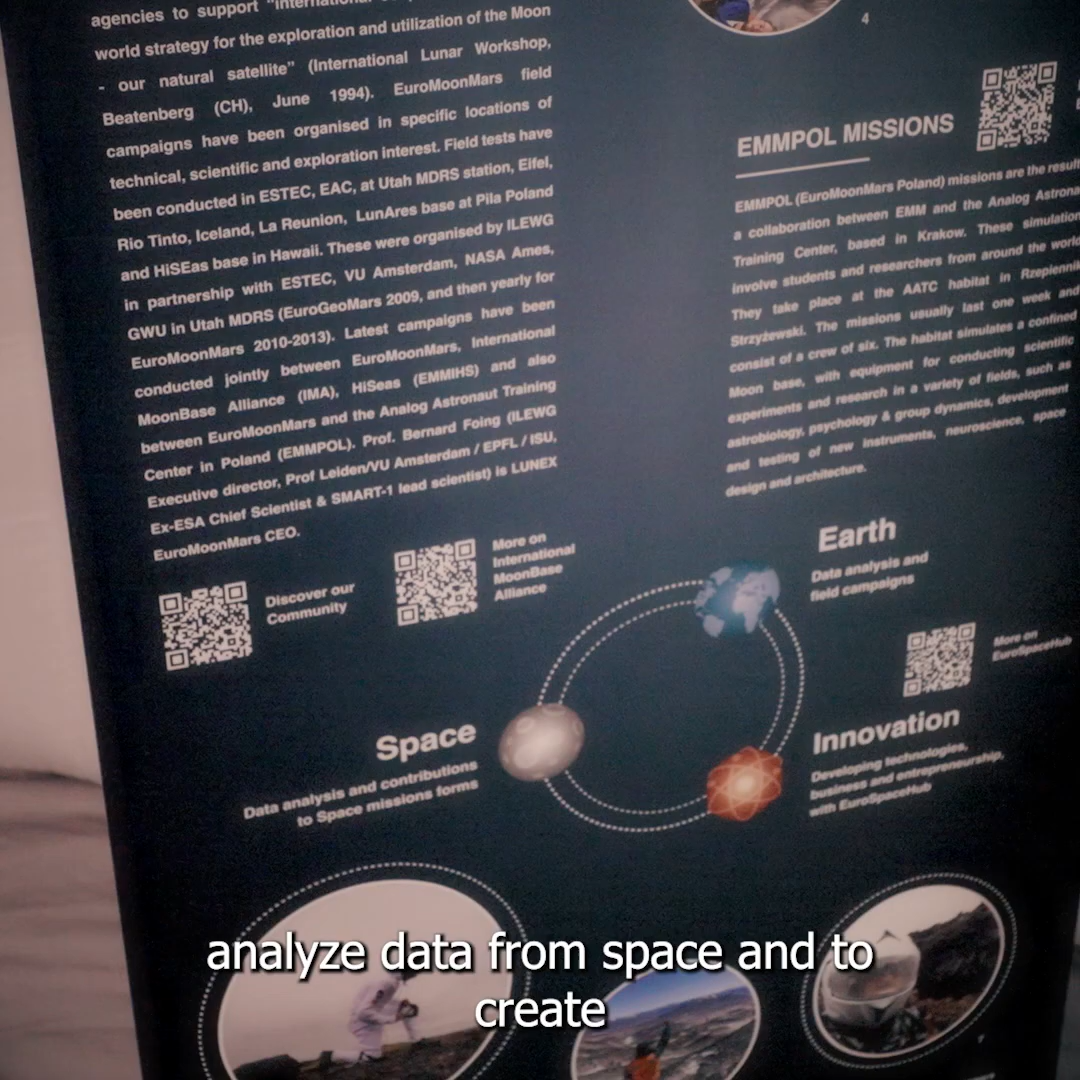 agencies to support "International
world strategy for the exploration and utilization of the Moon
- our natural satellite" (International Lunar Workshop,
Beatenberg (CH), June 1994). EuroMoonMars field
campaigns have been organised in specific locations of
technical, scientific and exploration interest. Field tests have
been conducted in ESTEC, EAC, at Utah MDRS station, Eifel,
Rio Tinto, Iceland, La Reunion, LunAres base at Pila Poland
and HiSEas base in Hawaii. These were organised by ILEWG
in partnership with ESTEC, VU Amsterdam, NASA Ames,
GWU in Utah MDRS (EuroGeoMars 2009, and then yearly for
EuroMoonMars 2010-2013). Latest campaigns have been
conducted jointly between EuroMoonMars, International
MoonBase Alliance (IMA), HiSeas (EMMIHS) and also
between EuroMoonMars and the Analog Astronaut Training
Center in Poland (EMMPOL). Prof. Bernard Foing (ILEWG
Executive director, Prof Leiden/VU Amsterdam / EPFL / ISU,
Ex-ESA Chief Scientist & SMART-1 lead scientist) is LUNEX
EuroMoonMars CEO.
Discover our
Community
More on
International
MoonBase
Alliance
4
EMMPOL MISSIONS
EMMPOL (EuroMoonMars Poland) missions are the result
a collaboration between EMM and the Analog Astrona
Training Center, based in Krakow. These simulation
involve students and researchers from around the world
They take place at the AATC habitat in Rzepiennik
Strzyżewski. The missions usually last one week and
consist of a crew of six. The habitat simulates a confined
Moon base, with equipment for conducting scientific
experiments and research in a variety of fields, such as
astrobiology, psychology & group dynamics, development
and testing of new instruments, neuroscience, space
design and architecture.
Earth
Data analysis and
field campaigns
More on
EuroSpaceHub
Space
Data analysis and contributions
to Space missions forms
Innovation
Developing technologies,
business and entrepreneurship,
with EuroSpaceHub
analyze data from space and to
create